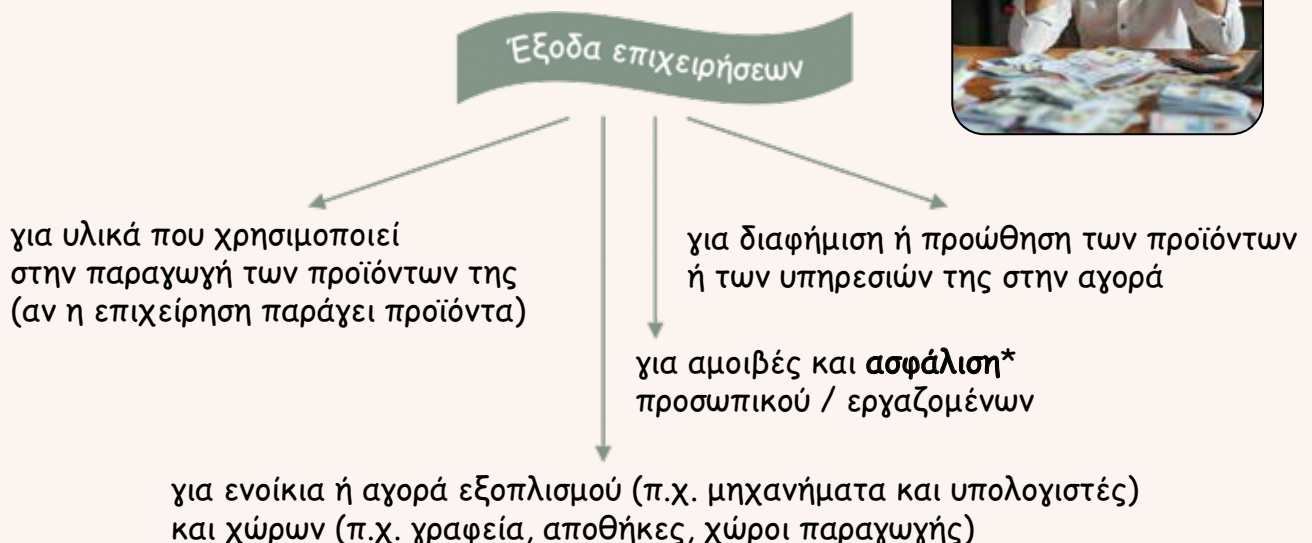 Έξοδα επιχειρήσεων
για υλικά που χρησιμοποιεί
στην παραγωγή των προϊόντων της
(αν η επιχείρηση παράγει προϊόντα)
για διαφήμιση ή προώθηση των προϊόντων
ή των υπηρεσιών της στην αγορά
για αμοιβές και ασφάλιση*
προσωπικού / εργαζομένων
για ενοίκια ή αγορά εξοπλισμού (π.χ. μηχανήματα και υπολογιστές)
και χώρων (π.χ. γραφεία, αποθήκες, χώροι παραγωγής)